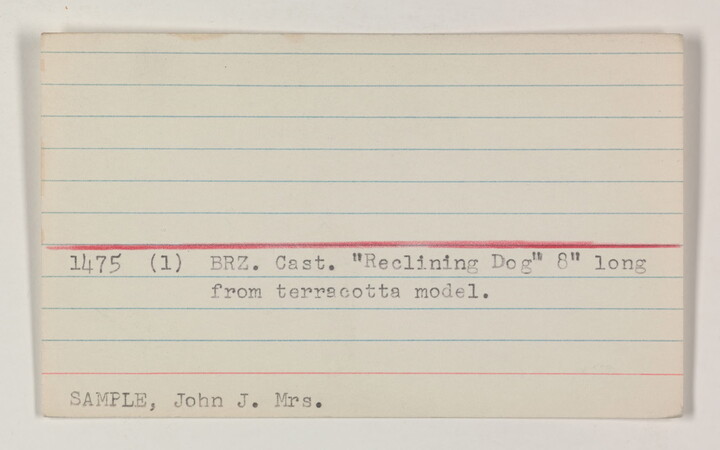 1475 (1) BRZ. Cast. "Reclining Dog" 8" long
from terracotta model.
SAMPLE, John J. Mrs.